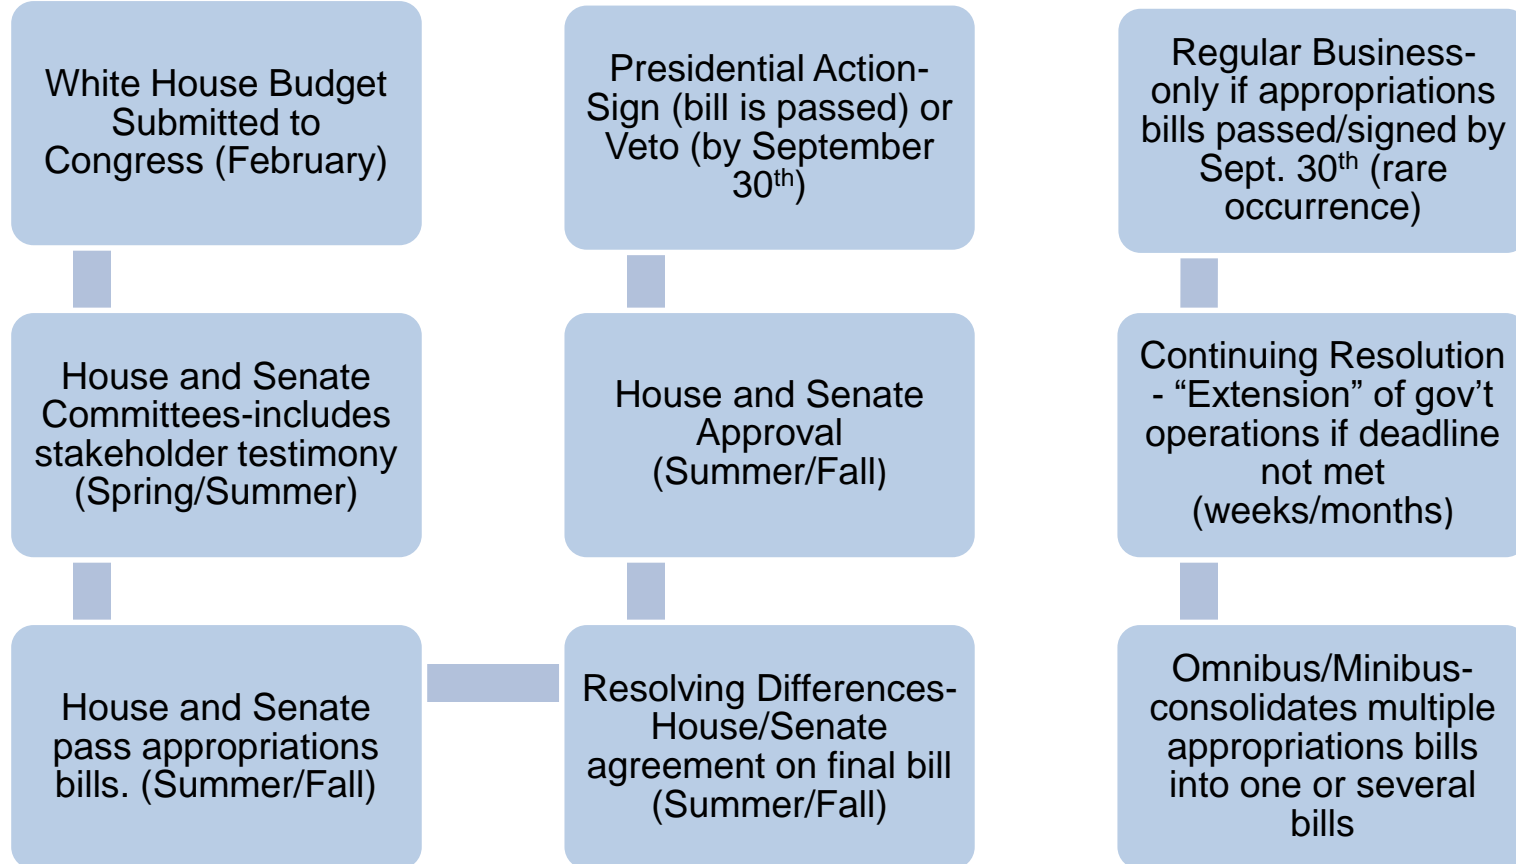 White House Budget
Submitted to
Congress (February)
House and Senate
Committees-includes
stakeholder testimony
(Spring/Summer)
House and Senate
pass appropriations
bills. (Summer/Fall)
Resolving Differences-
House/Senate
agreement on final bill
(Summer/Fall)
House and Senate
Approval
(Summer/Fall)
Presidential Action-
Sign (bill is passed) or
Veto (by September
30th)
Regular Business-
only if appropriations
bills passed/signed by
Sept. 30th (rare
occurrence)
Continuing Resolution
- “Extension” of gov’t
operations if deadline
not met
(weeks/months)
Omnibus/Minibus-
consolidates multiple
appropriations bills
into one or several
bills